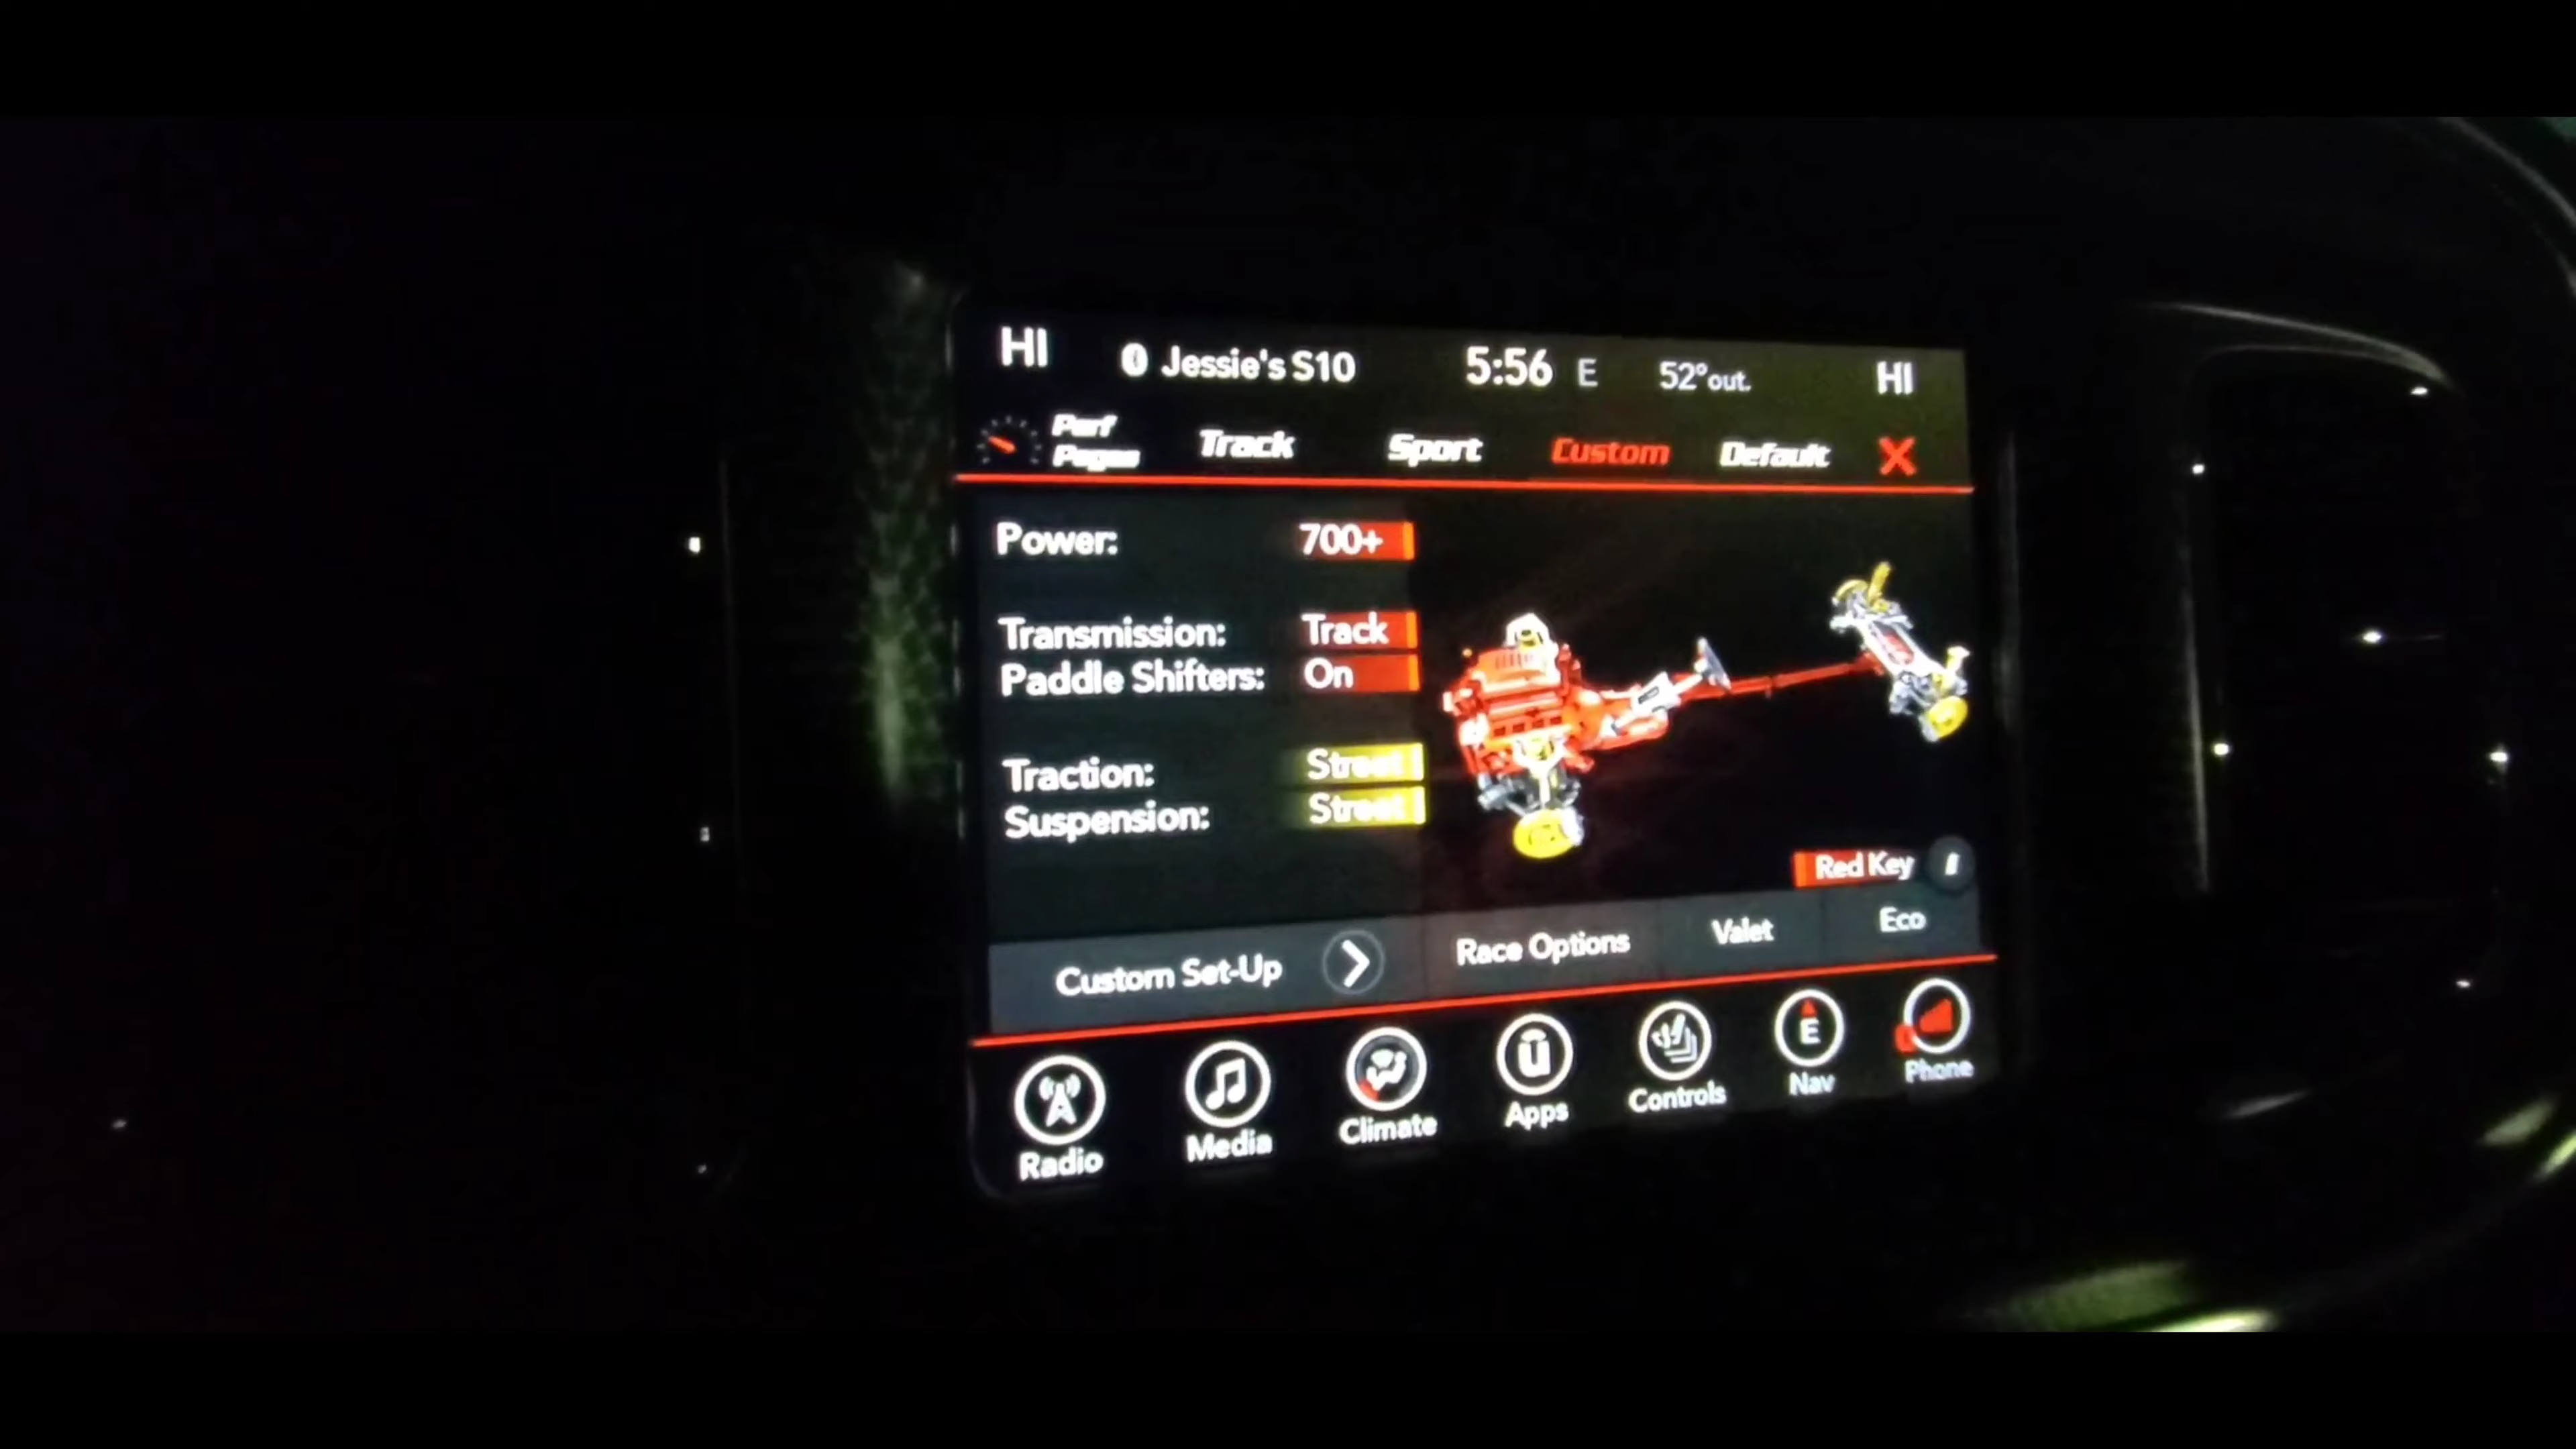 HI Jessie's S10 5:56 E 52°out. HI
Perf Pages Track Sport Custom Default X
Power: 700+
Transmission: Track
Paddle Shifters: On
Traction: Street
Suspension: Street
Red Key i
Custom Set-Up Race Options Valet Eco
Radio Media Climate Apps Controls E Nav Phone